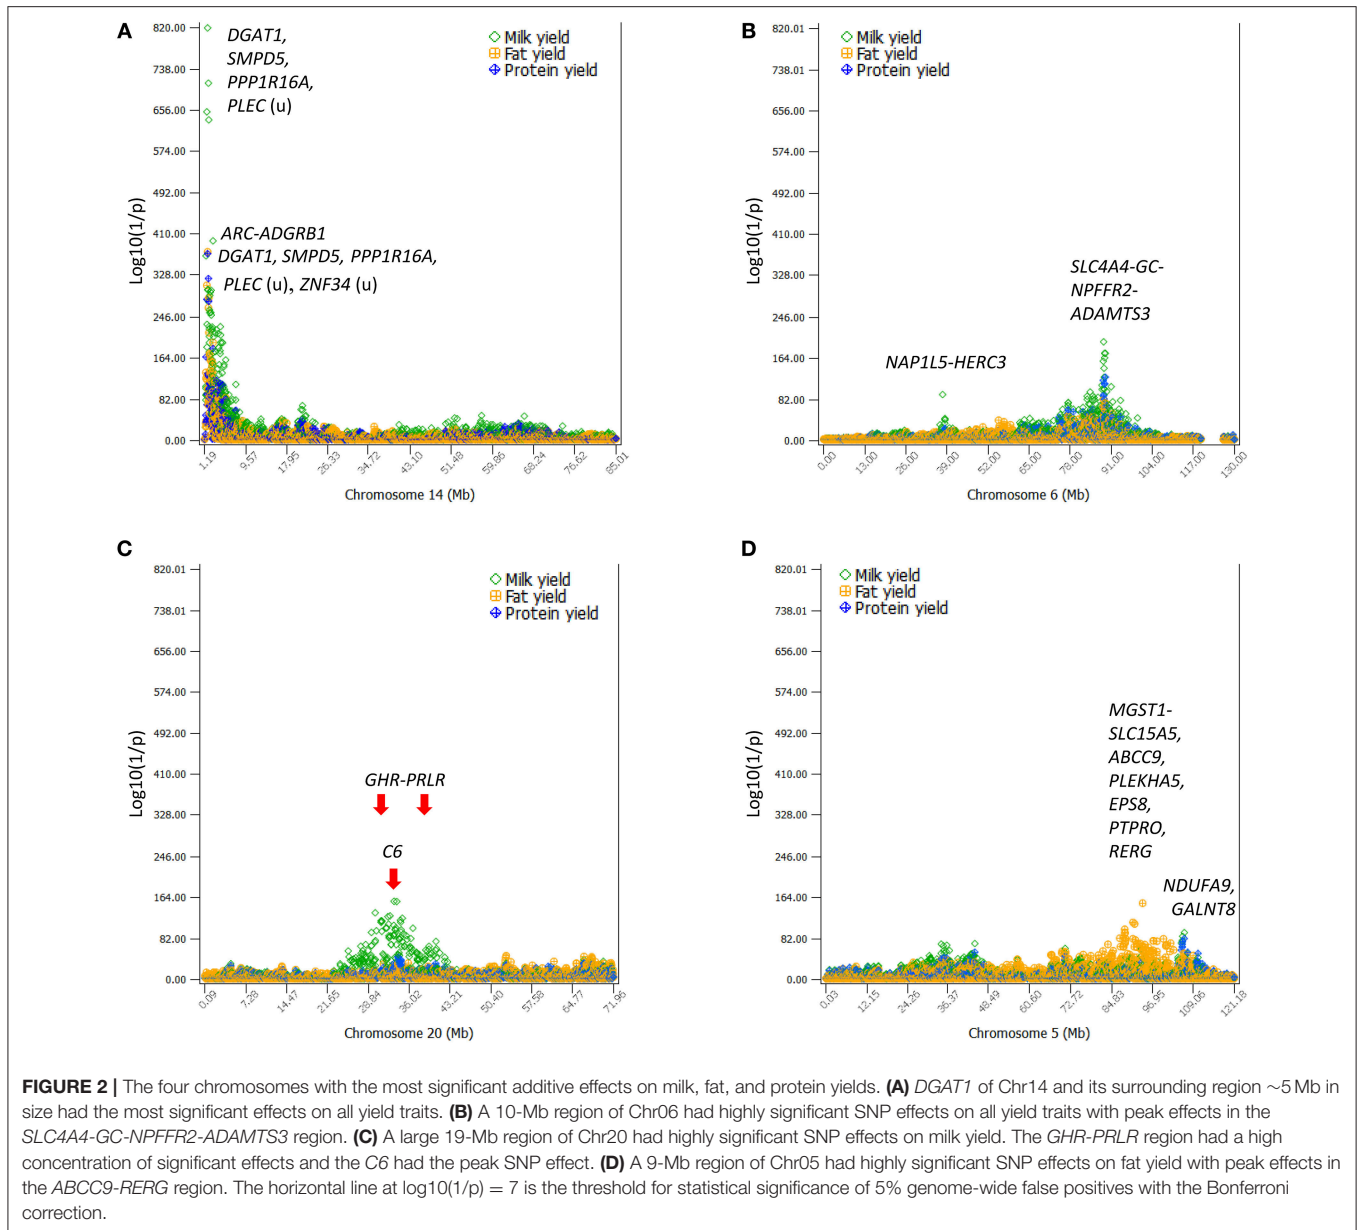 A
820.00
738.00
656.00
574.00
492.00
410.00
328.00
246.00
164.00
82.00
0.00
Log10(1/p)
DGAT1,
SMPD5,
PPP1R16A,
PLEC (u)
Milk yield
Fat yield
Protein yield
ARC-ADGRB1
DGAT1, SMPD5, PPP1R16A,
PLEC (u), ZNF34 (u)
1.19 9.57 17.95 26.33 34.72 43.10 51.48 59.86 68.24 76.62 85.01
Chromosome 14 (Mb)
B
820.01
738.01
656.00
574.00
492.00
410.00
328.00
246.00
164.00
82.00
0.00
Log10(1/p)
Milk yield
Fat yield
Protein yield
SLC4A4-GC-
NPFFR2-
ADAMTS3
NAP1L5-HERC3
0.00 13.00 26.00 39.00 52.00 65.00 78.00 91.00 104.00 117.00 130.00
Chromosome 6 (Mb)
C
820.01
738.01
656.00
574.00
492.00
410.00
328.00
246.00
164.00
82.00
0.00
Log10(1/p)
Milk yield
Fat yield
Protein yield
GHR-PRLR
C6
0.09 7.28 14.47 21.65 28.84 36.02 43.21 50.40 57.58 64.77 71.96
Chromosome 20 (Mb)
D
820.01
738.01
656.00
574.00
492.00
410.00
328.00
246.00
164.00
82.00
0.00
Log10(1/p)
Milk yield
Fat yield
Protein yield
MGST1-
SLC15A5,
ABCC9,
PLEKHA5,
EPS8,
PTPRO,
RERG
NDUFA9,
GALNT8
0.03 12.15 24.26 36.37 48.49 60.60 72.72 84.83 96.95 109.06 121.18
Chromosome 5 (Mb)
FIGURE 2 | The four chromosomes with the most significant additive effects on milk, fat, and protein yields. (A) DGAT1 of Chr14 and its surrounding region ~5 Mb in
size had the most significant effects on all yield traits. (B) A 10-Mb region of Chr06 had highly significant SNP effects on all yield traits with peak effects in the
SLC4A4-GC-NPFFR2-ADAMTS3 region. (C) A large 19-Mb region of Chr20 had highly significant SNP effects on milk yield. The GHR-PRLR region had a high
concentration of significant effects and the C6 had the peak SNP effect. (D) A 9-Mb region of Chr05 had highly significant SNP effects on fat yield with peak effects in
the ABCC9-RERG region. The horizontal line at log10(1/p) = 7 is the threshold for statistical significance of 5% genome-wide false positives with the Bonferroni
correction.